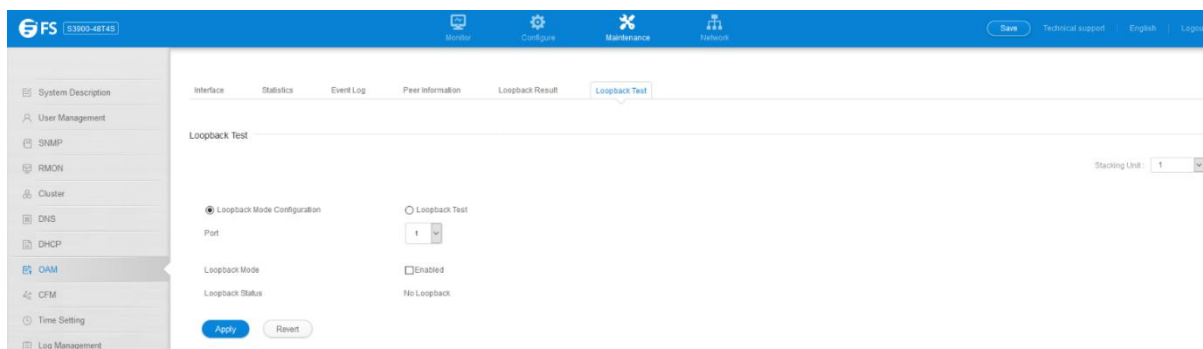 FS S3900-48T4S
Monitor Configure Maintenance Network
Save Technical support English Logou
System Description
User Management
SNMP
RMON
Cluster
DNS
DHCP
OAM
CFM
Time Setting
Log Management
Interface Statistics Event Log Peer Information Loopback Result Loopback Test
Loopback Test
Stacking Unit : 1
Loopback Mode Configuration Loopback Test
Port 1
Loopback Mode Enabled
Loopback Status No Loopback
Apply Revert